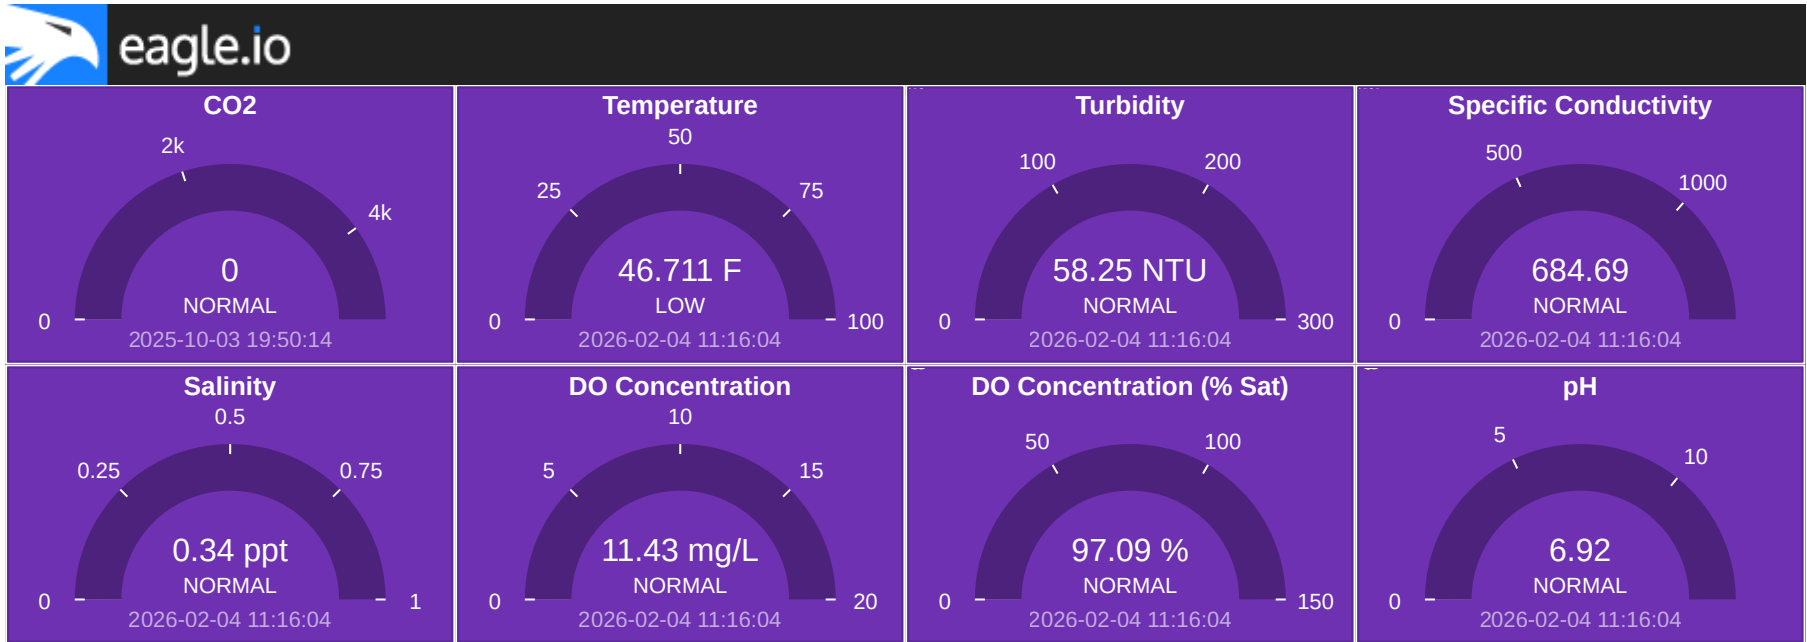 eagle.io
CO2
2k
4k
0
0
NORMAL
2025-10-03 19:50:14
Temperature
50
25
75
46.711 F
LOW
0
100
2026-02-04 11:16:04
Turbidity
100
200
58.25 NTU
NORMAL
0
300
2026-02-04 11:16:04
Specific Conductivity
500
1000
684.69
NORMAL
0
2026-02-04 11:16:04
Salinity
0.5
0.25
0.75
0.34 ppt
NORMAL
0
1
2026-02-04 11:16:04
DO Concentration
10
5
15
11.43 mg/L
NORMAL
0
20
2026-02-04 11:16:04
DO Concentration (% Sat)
50
100
97.09 %
NORMAL
0
150
2026-02-04 11:16:04
pH
5
10
6.92
NORMAL
0
2026-02-04 11:16:04